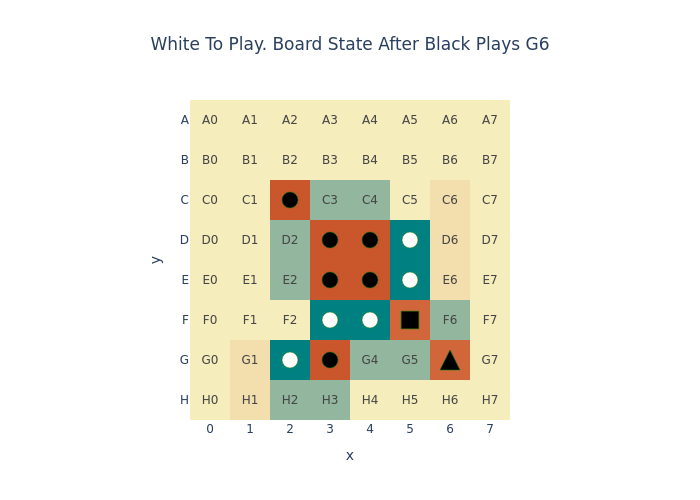 White To Play. Board State After Black Plays G6
A A0 A1 A2 A3 A4 A5 A6 A7
B B0 B1 B2 B3 B4 B5 B6 B7
C C0 C1 C3 C4 C5 C6 C7
D D0 D1 D2 D6 D7
y
E E0 E1 E2 E6 E7
F F0 F1 F2 F6 F7
G G0 G1 G4 G5 G7
H H0 H1 H2 H3 H4 H5 H6 H7
0 1 2 3 4 5 6 7
x